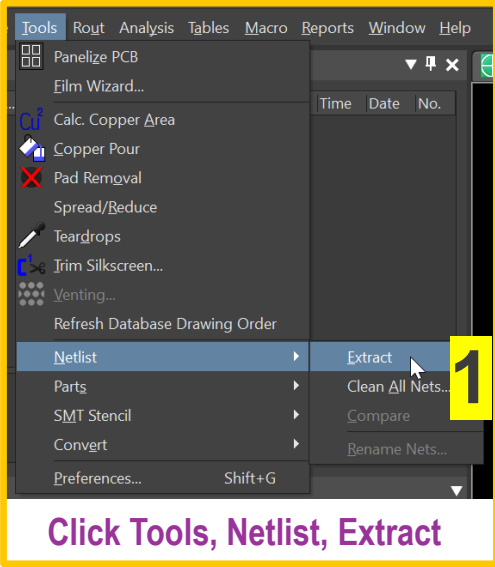 Tools Rout Analysis Tables Macro Reports Window Help
Panelize PCB
Film Wizard...
Time Date No.
Calc. Copper Area
Copper Pour
Pad Removal
Spread/Reduce
Teardrops
Trim Silkscreen...
Venting...
Refresh Database Drawing Order
Netlist
Extract
1
Parts
Clean All Nets...
SMT Stencil
Compare
Convert
Rename Nets...
Preferences... Shift+G
Click Tools, Netlist, Extract